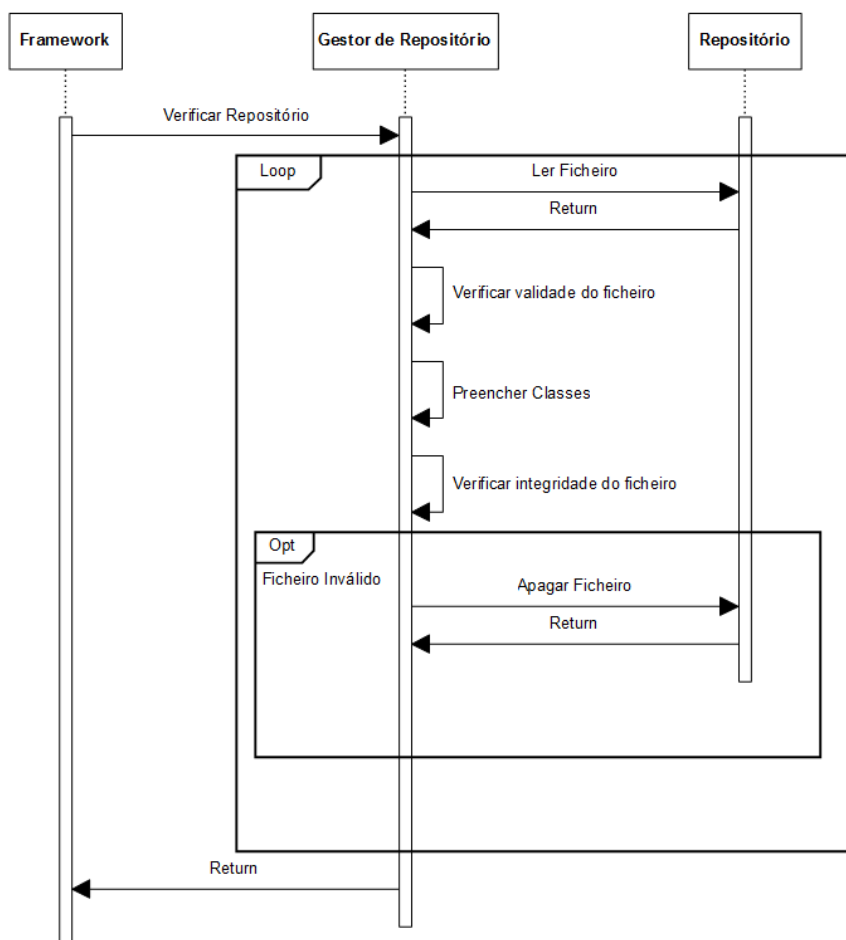 Framework
Gestor de Repositório
Repositório
Verificar Repositório
Loop
Ler Ficheiro
Return
Verificar validade do ficheiro
Preencher Classes
Verificar integridade do ficheiro
Opt
Ficheiro Inválido
Apagar Ficheiro
Return
Return